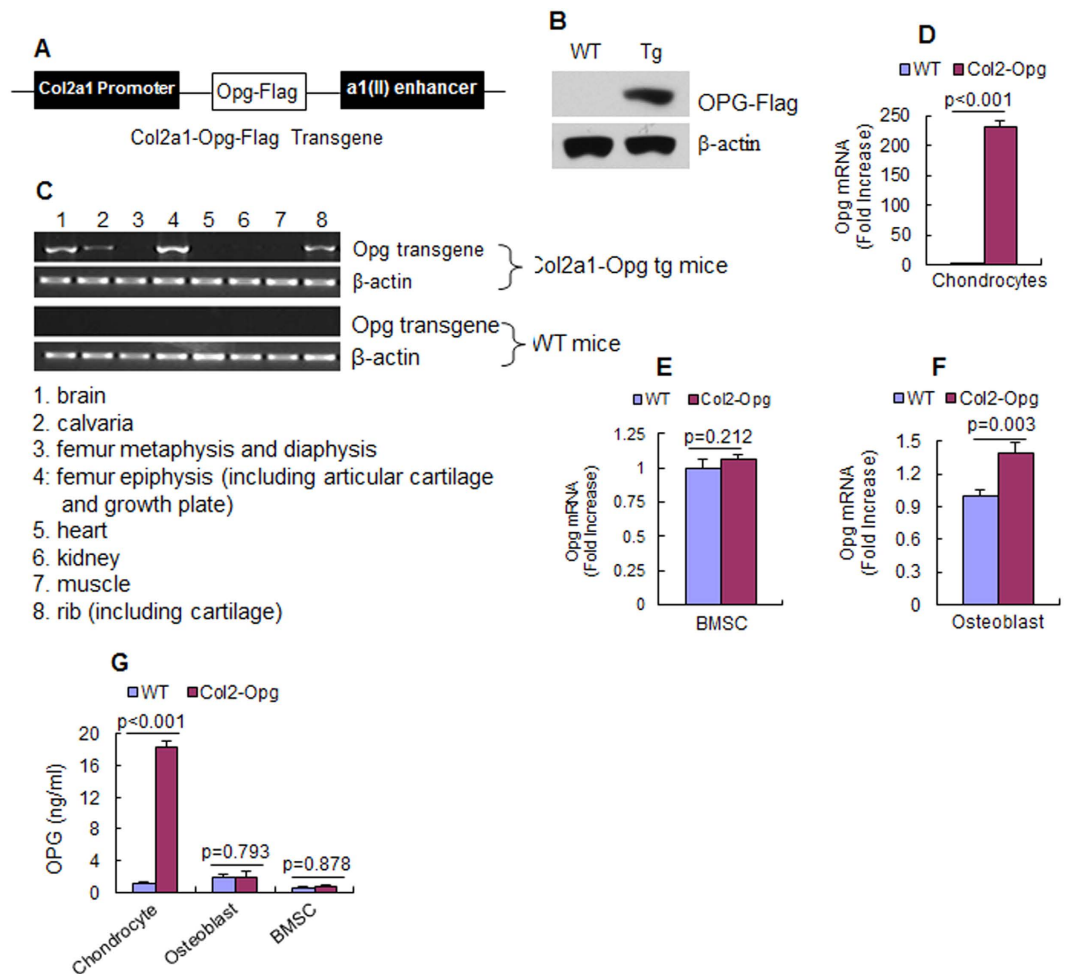 A
Col2a1 Promoter
Opg-Flag
a1(II) enhancer
Col2a1-Opg-Flag Transgene
B
WT Tg
OPG-Flag
β-actin
C
1 2 3 4 5 6 7 8
Opg transgene
β-actin
Col2a1-Opg tg mice
Opg transgene
β-actin
WT mice
1. brain
2. calvaria
3. femur metaphysis and diaphysis
4: femur epiphysis (including articular cartilage
and growth plate)
5. heart
6. kidney
7. muscle
8. rib (including cartilage)
D
WT Col2-Opg
p<0.001
Opg mRNA
(Fold Increase)
250
200
150
100
50
0
Chondrocytes
E
WT Col2-Opg
p=0.212
Opg mRNA
(Fold Increase)
1.25
1
0.75
0.5
0.25
0
BMSC
F
WT Col2-Opg
p=0.003
Opg mRNA
(Fold Increase)
1.5
1.2
0.9
0.6
0.3
0
Osteoblast
G
WT Col2-Opg
p<0.001
p=0.793
p=0.878
OPG (ng/ml)
20
16
12
8
4
0
Chondrocyte
Osteoblast
BMSC